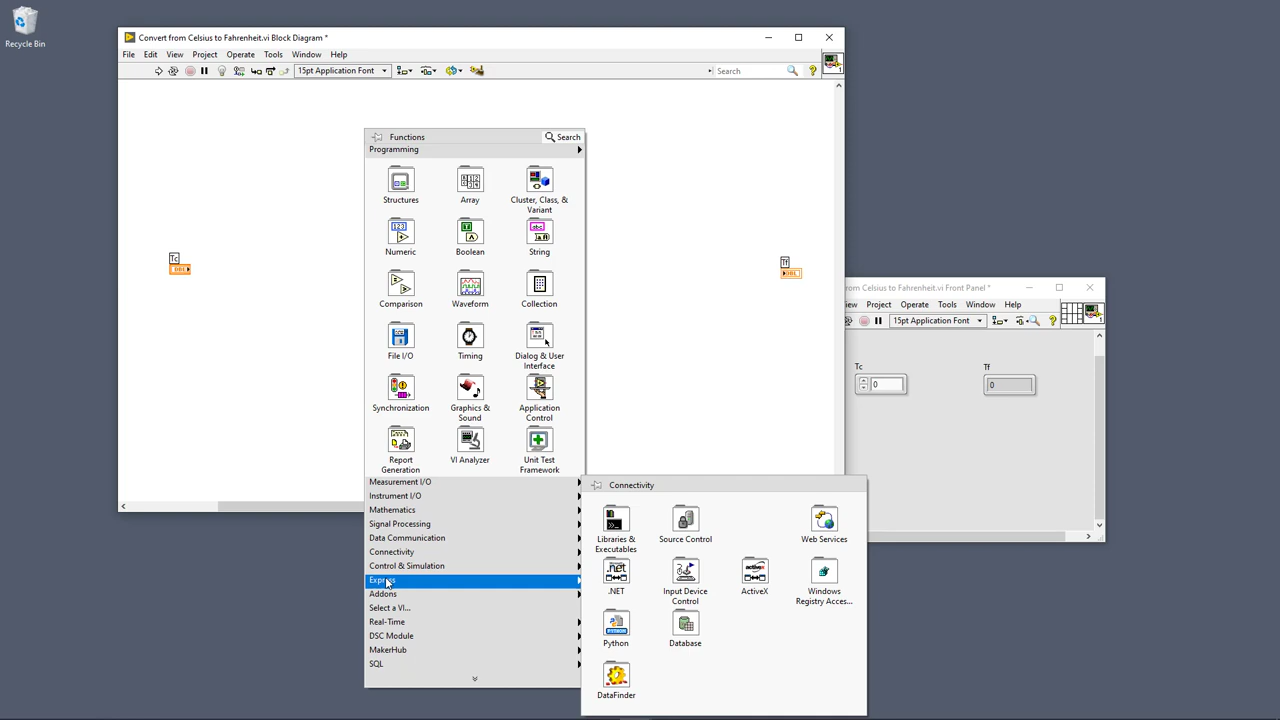 Recycle Bin
Convert from Celsius to Fahrenheit.vi Block Diagram *
File Edit View Project Operate Tools Window Help
15pt Application Font
Search
Functions
Search
Programming
Structures
Array
Cluster, Class, & Variant
Numeric
Boolean
String
Comparison
Waveform
Collection
File I/O
Timing
Dialog & User Interface
Synchronization
Graphics & Sound
Application Control
Report Generation
VI Analyzer
Unit Test Framework
Measurement I/O
Instrument I/O
Mathematics
Signal Processing
Data Communication
Connectivity
Control & Simulation
Express
Addons
Select a VI...
Real-Time
DSC Module
MakerHub
SQL
Connectivity
Libraries & Executables
Source Control
Web Services
.NET
Input Device Control
ActiveX
Windows Registry Acces...
Python
Database
DataFinder
Tc
Tf
DBL
from Celsius to Fahrenheit.vi Front Panel *
iew Project Operate Tools Window Help
15pt Application Font
Tc
Tf
0
0